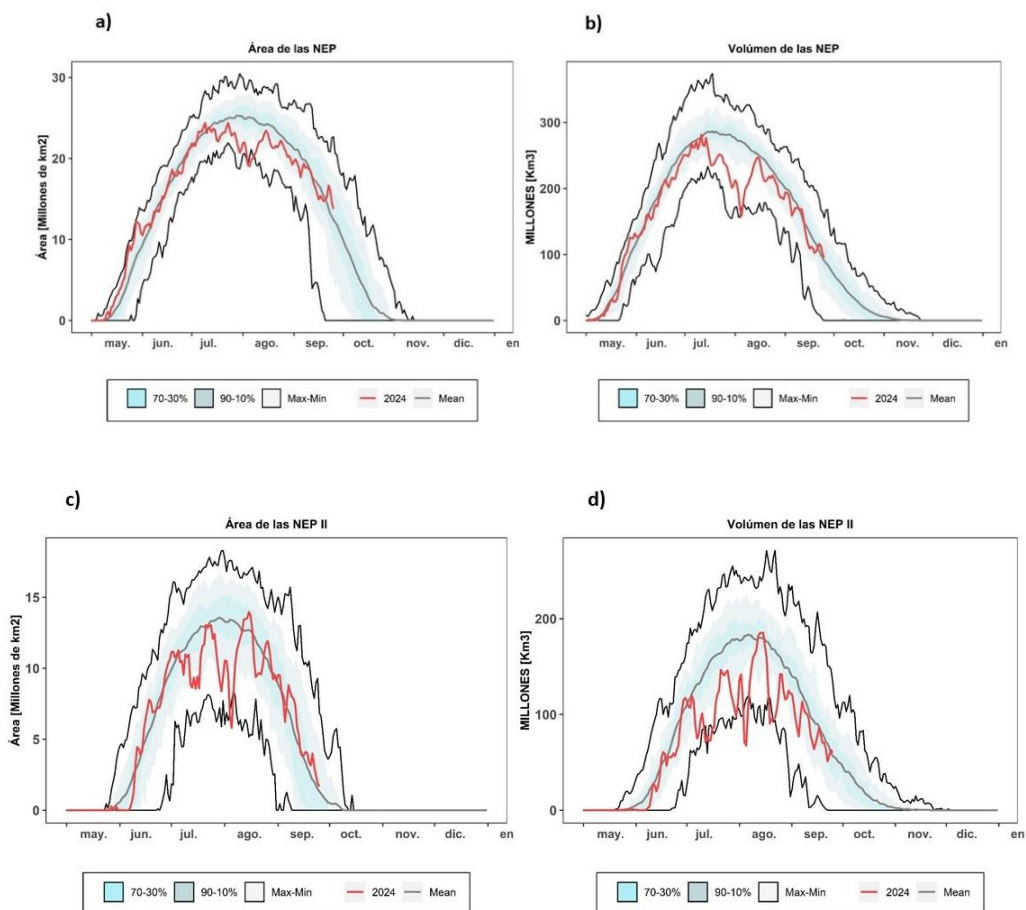 a)
Área de las NEP
Área [Millones de km2]
30
20
10
0
may. jun. jul. ago. sep. oct. nov. dic. en
70-30% 90-10% Max-Min 2024 Mean
b)
Volúmen de las NEP
MILLONES [Km3]
300
200
100
0
may. jun. jul. ago. sep. oct. nov. dic. en
70-30% 90-10% Max-Min 2024 Mean
c)
Área de las NEP II
Área [Millones de km2]
15
10
5
0
may. jun. jul. ago. sep. oct. nov. dic. en
70-30% 90-10% Max-Min 2024 Mean
d)
Volúmen de las NEP II
MILLONES [Km3]
200
100
0
may. jun. jul. ago. sep. oct. nov. dic. en
70-30% 90-10% Max-Min 2024 Mean